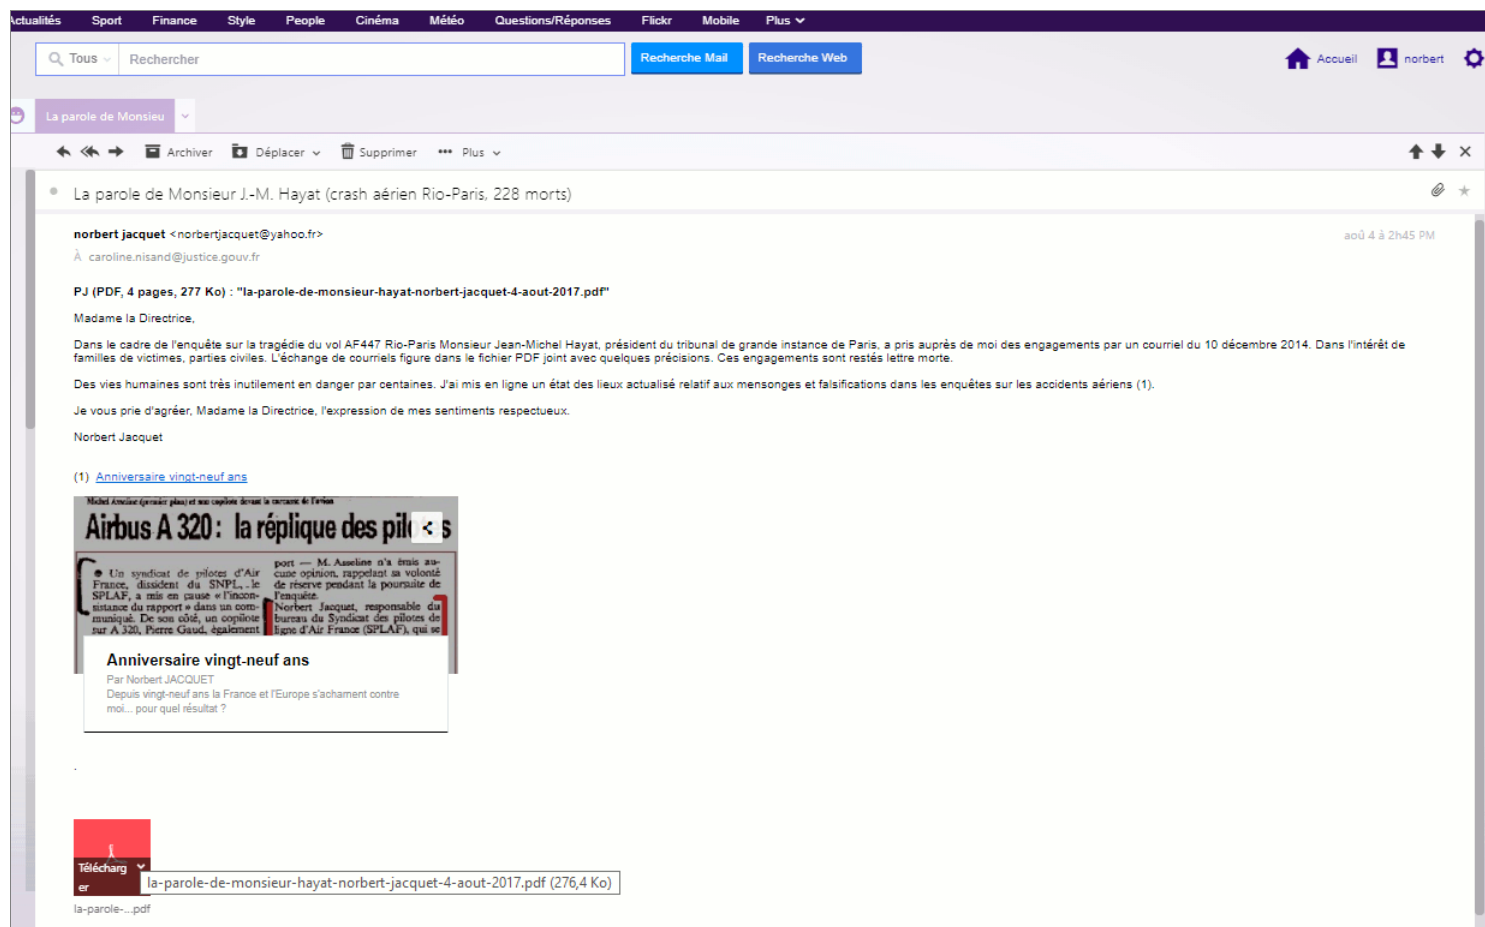 Actualités Sport Finance Style People Cinéma Météo Questions/Réponses Flickr Mobile Plus
Tous Rechercher Recherche Mail Recherche Web Accueil norbert
La parole de Monsieu
Archiver Déplacer Supprimer ••• Plus
La parole de Monsieur J.-M. Hayat (crash aérien Rio-Paris, 228 morts)
norbert jacquet <norbertjacquet@yahoo.fr> aoû 4 à 2h45 PM
À caroline.nisand@justice.gouv.fr
PJ (PDF, 4 pages, 277 Ko) : "la-parole-de-monsieur-hayat-norbert-jacquet-4-aout-2017.pdf"
Madame la Directrice,
Dans le cadre de l'enquête sur la tragédie du vol AF447 Rio-Paris Monsieur Jean-Michel Hayat, président du tribunal de grande instance de Paris, a pris auprès de moi des engagements par un courriel du 10 décembre 2014. Dans l'intérêt de
familles de victimes, parties civiles. L'échange de courriels figure dans le fichier PDF joint avec quelques précisions. Ces engagements sont restés lettre morte.
Des vies humaines sont très inutilement en danger par centaines. J'ai mis en ligne un état des lieux actualisé relatif aux mensonges et falsifications dans les enquêtes sur les accidents aériens (1).
Je vous prie d'agréer, Madame la Directrice, l'expression de mes sentiments respectueux.
Norbert Jacquet
(1) Anniversaire vingt-neuf ans
Michel Asseline (premier plan) et son copilote devant la carcasse de l'avion
Airbus A 320 : la réplique des pilotes
● Un syndicat de pilotes d'Air
France, dissident du SNPL, le
SPLAF, a mis en cause « l'incon-
sistance du rapport » dans un com-
muniqué. De son côté, un copilote
sur A 320, Pierre Gaud, également
port — M. Asseline n'a émis au-
cune opinion, rappelant sa volonté
de réserve pendant la poursuite de
l'enquête.
Norbert Jacquet, responsable du
bureau du Syndicat des pilotes de
ligne d'Air France (SPLAF), qui se
Anniversaire vingt-neuf ans
Par Norbert JACQUET
Depuis vingt-neuf ans la France et l'Europe s'acharnent contre
moi... pour quel résultat ?
.
Télécharg
er
la-parole-de-monsieur-hayat-norbert-jacquet-4-aout-2017.pdf (276,4 Ko)
la-parole-...pdf